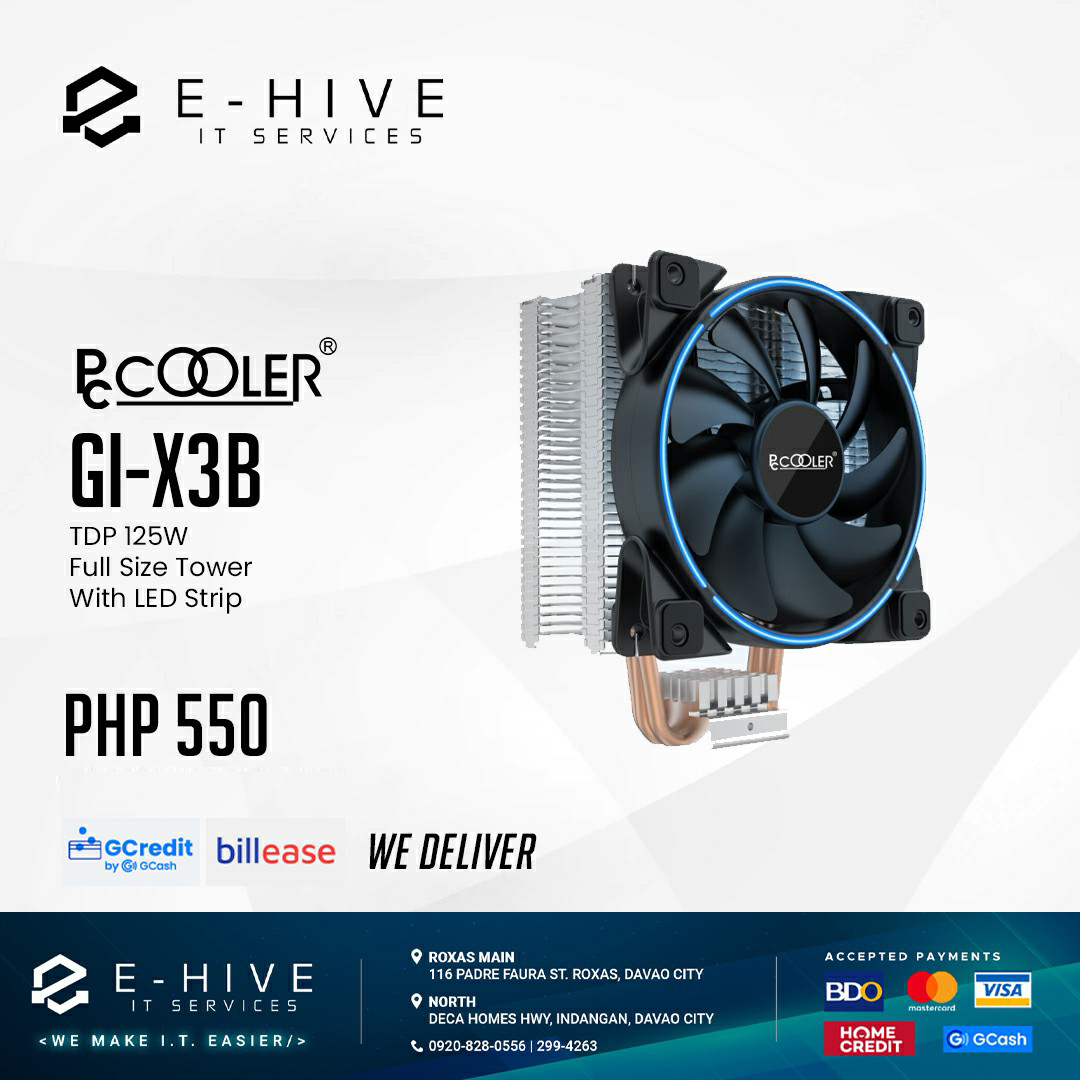 E-HIVE
IT SERVICES
PCCOOLER®
GI-X3B
TDP 125W
Full Size Tower
With LED Strip
PCCOOLER®
PHP 550
GCredit
by GCash
billease
WE DELIVER
E-HIVE
IT SERVICES
<WE MAKE I.T. EASIER/>
ROXAS MAIN
116 PADRE FAURA ST. ROXAS, DAVAO CITY
NORTH
DECA HOMES HWY, INDANGAN, DAVAO CITY
0920-828-0556 | 299-4263
ACCEPTED PAYMENTS
BDO
mastercard
VISA
HOME
CREDIT
GCash